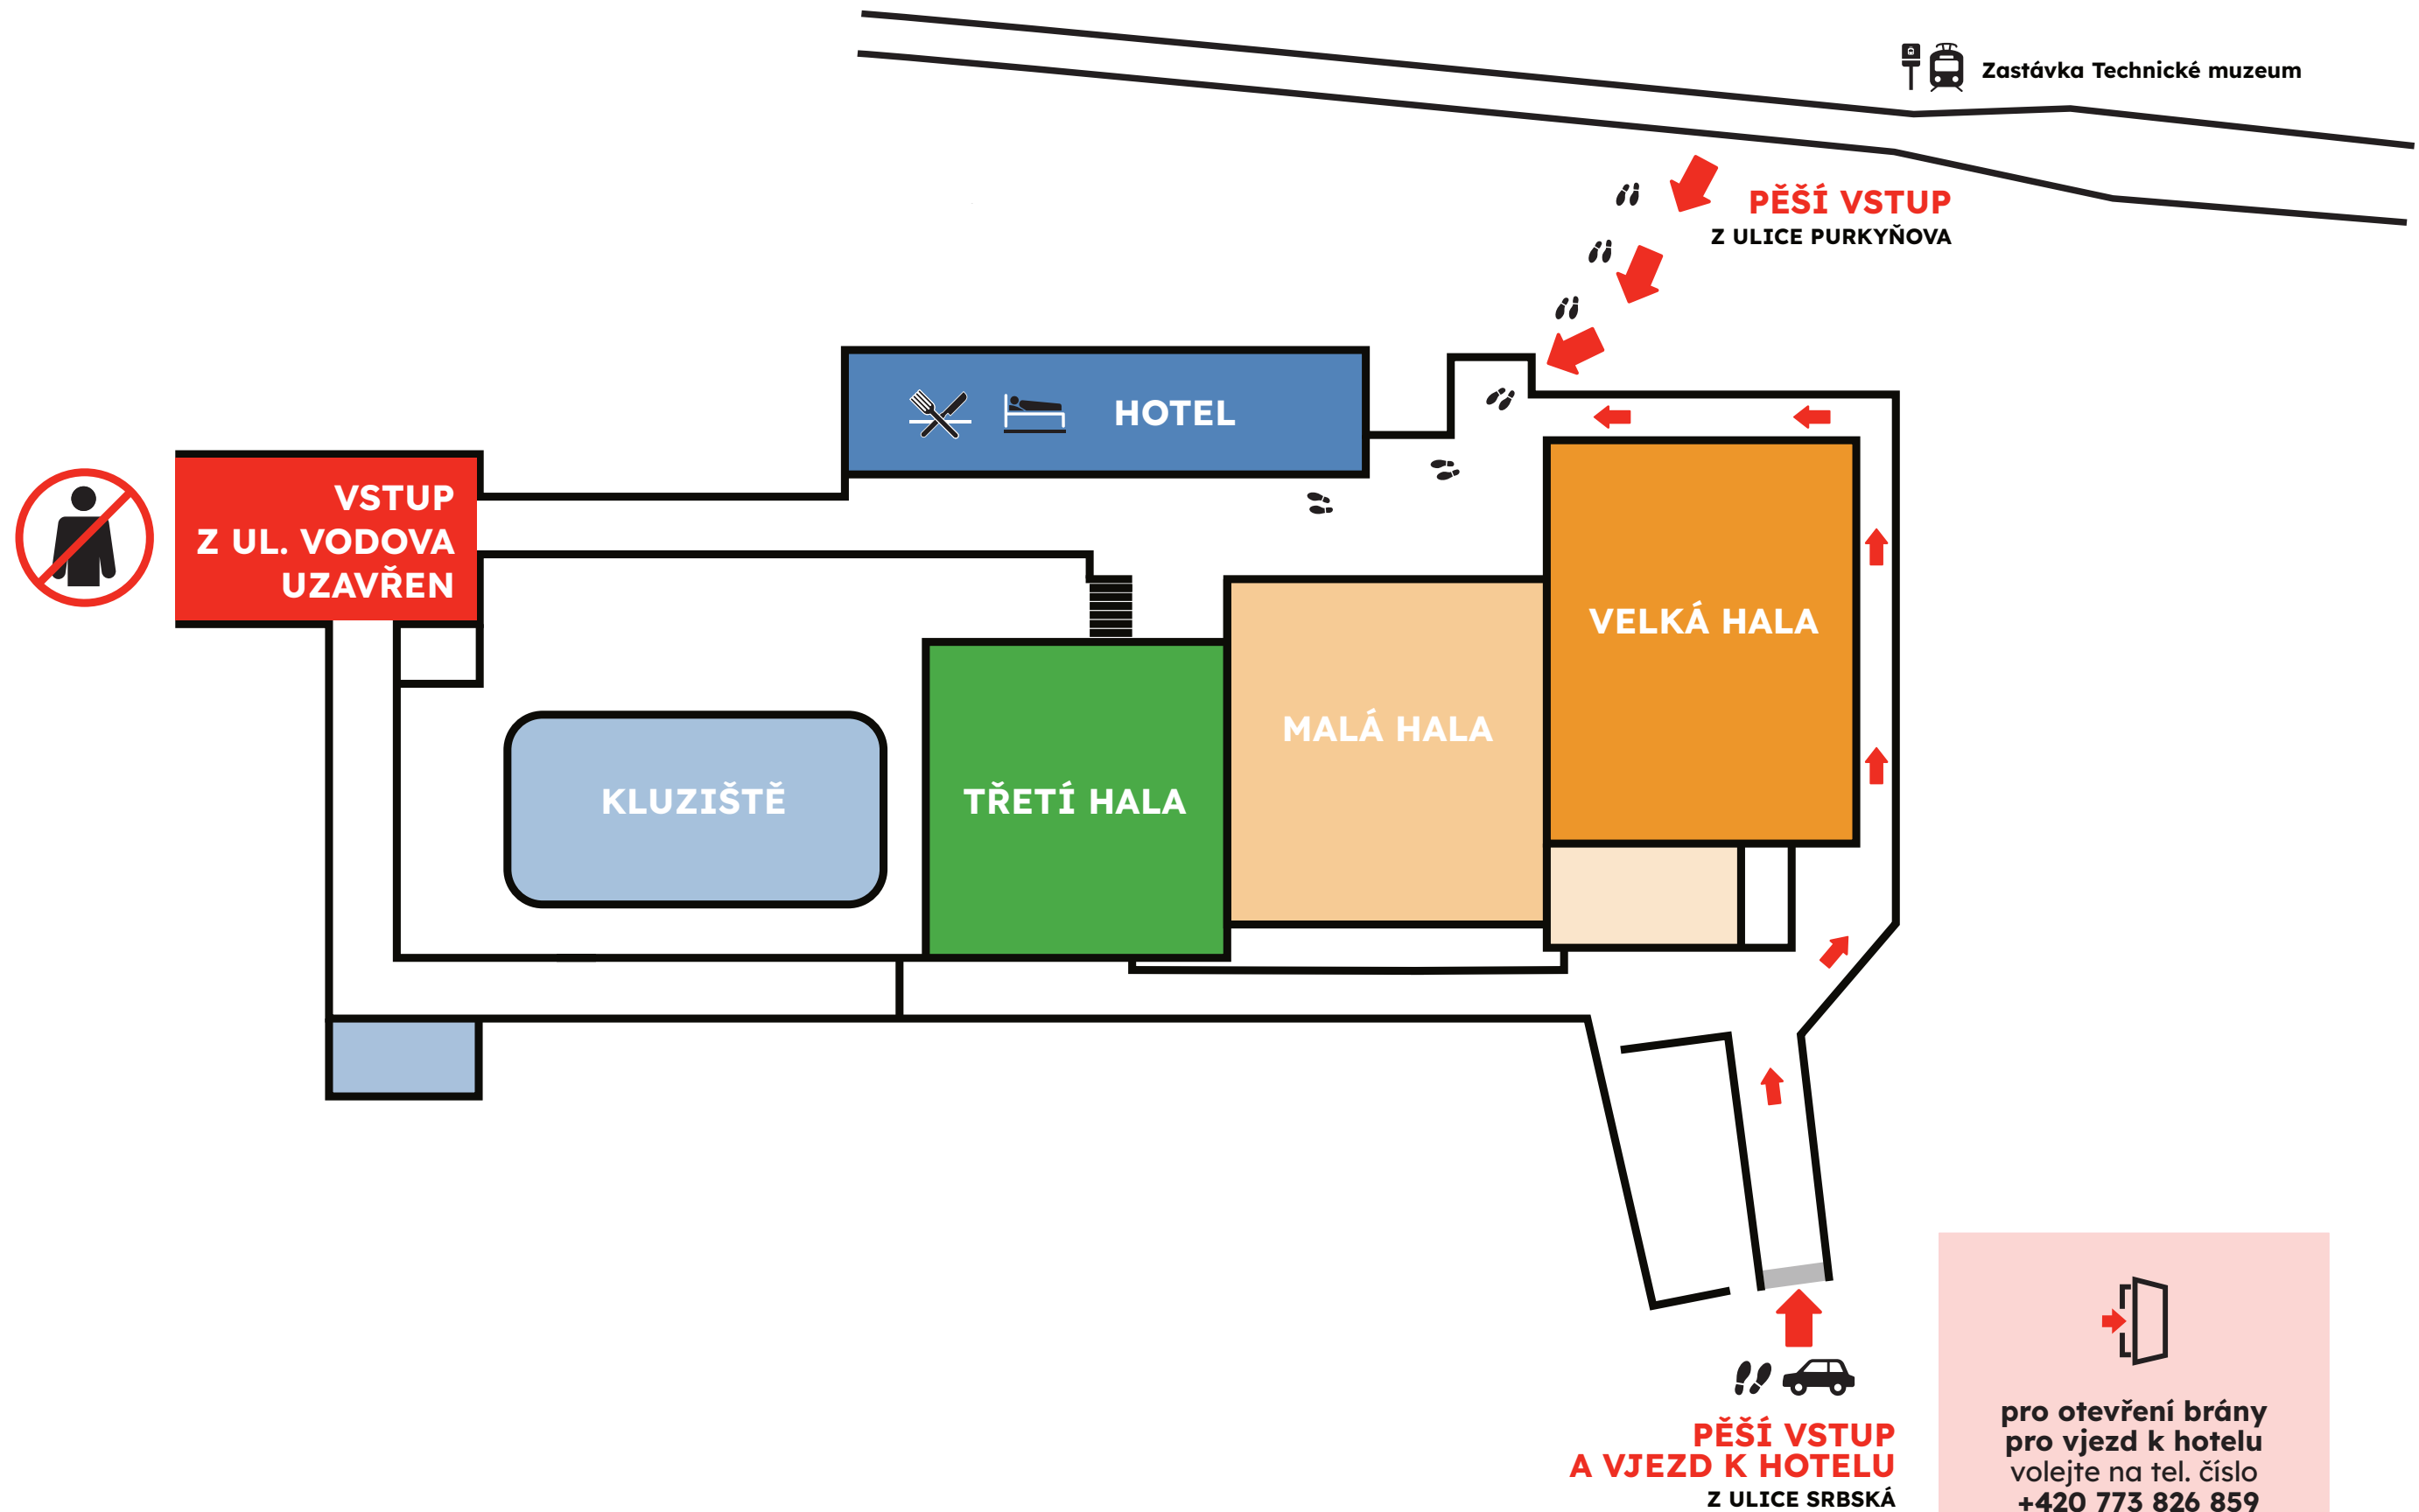 Zastávka Technické muzeum
PĚŠÍ VSTUP
Z ULICE PURKYŇOVA
HOTEL
VSTUP
Z UL. VODOVA
UZAVŘEN
VELKÁ HALA
MALÁ HALA
TŘETÍ HALA
KLUZIŠTĚ
PĚŠÍ VSTUP
A VJEZD K HOTELU
Z ULICE SRBSKÁ
pro otevření brány
pro vjezd k hotelu
volejte na tel. číslo
+420 773 826 859